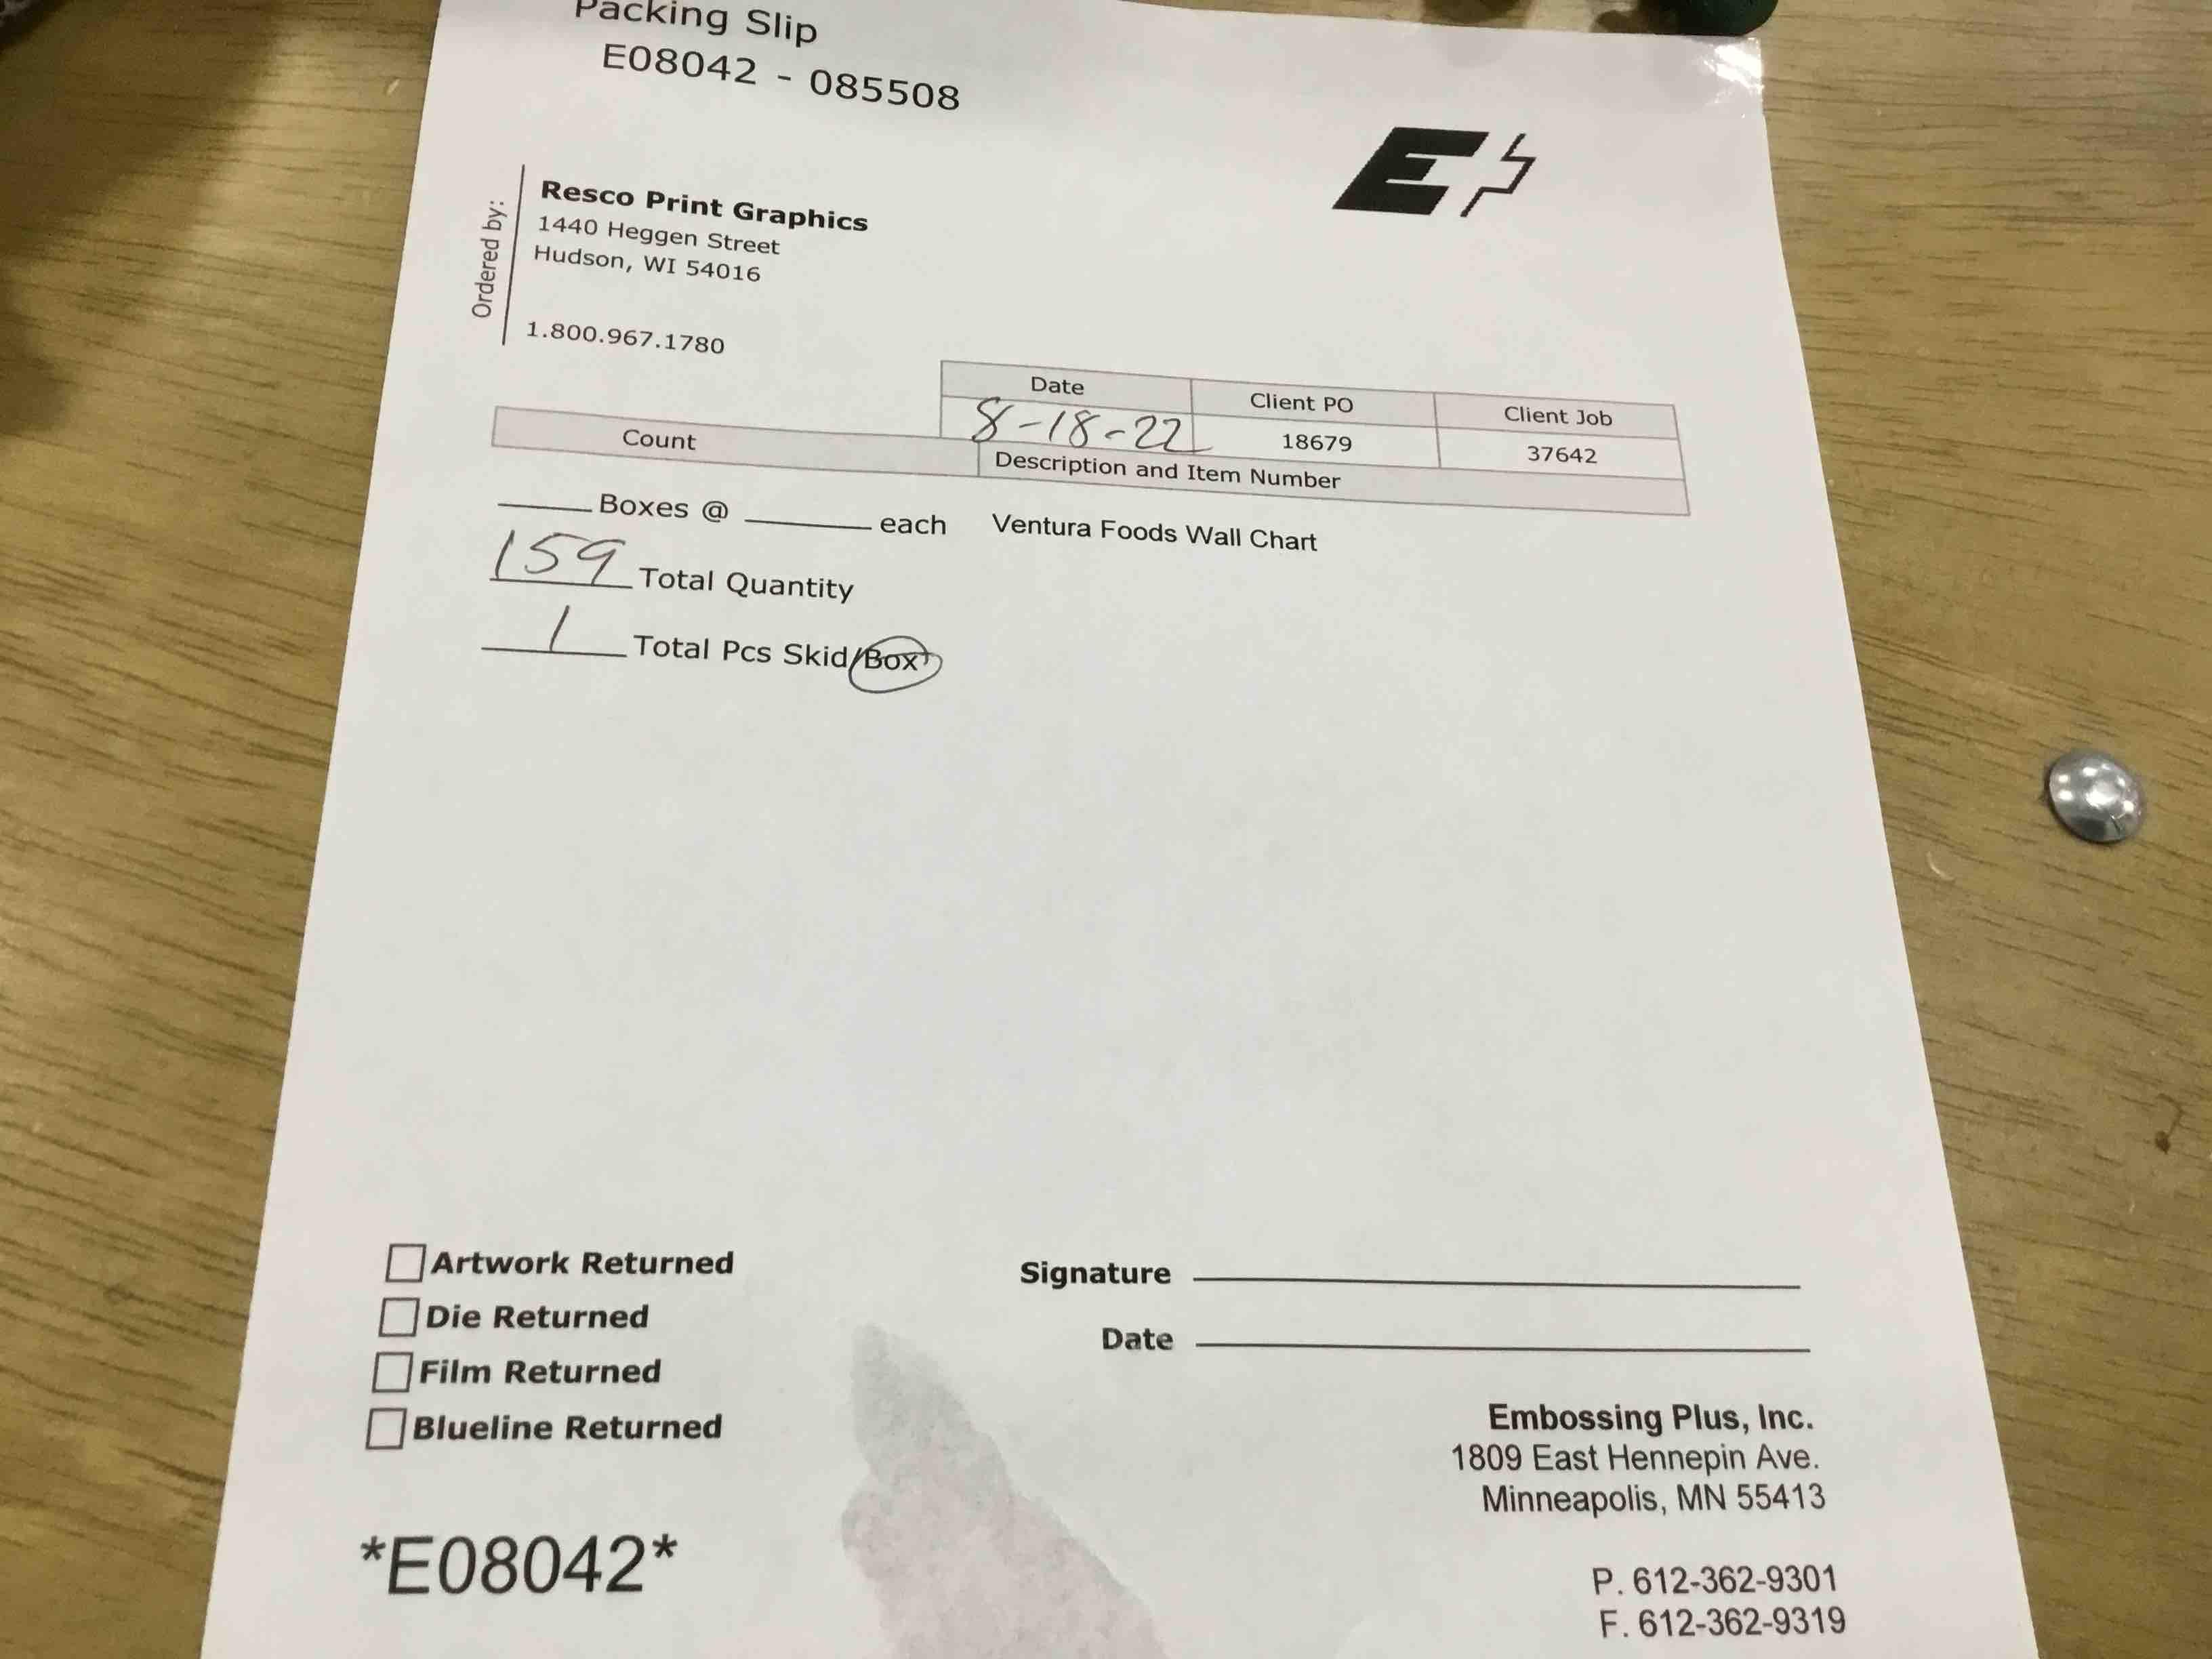 Packing Slip
E08042 - 085508
E
Ordered by:
Resco Print Graphics
1440 Heggen Street
Hudson, WI 54016
1.800.967.1780
Date Client PO Client Job
8-18-22 18679 37642
Count Description and Item Number
Boxes @ each Ventura Foods Wall Chart
159 Total Quantity
1 Total Pcs Skid/Box
Artwork Returned
Die Returned
Film Returned
Blueline Returned
Signature
Date
Embossing Plus, Inc.
1809 East Hennepin Ave.
Minneapolis, MN 55413
P. 612-362-9301
F. 612-362-9319
*E08042*